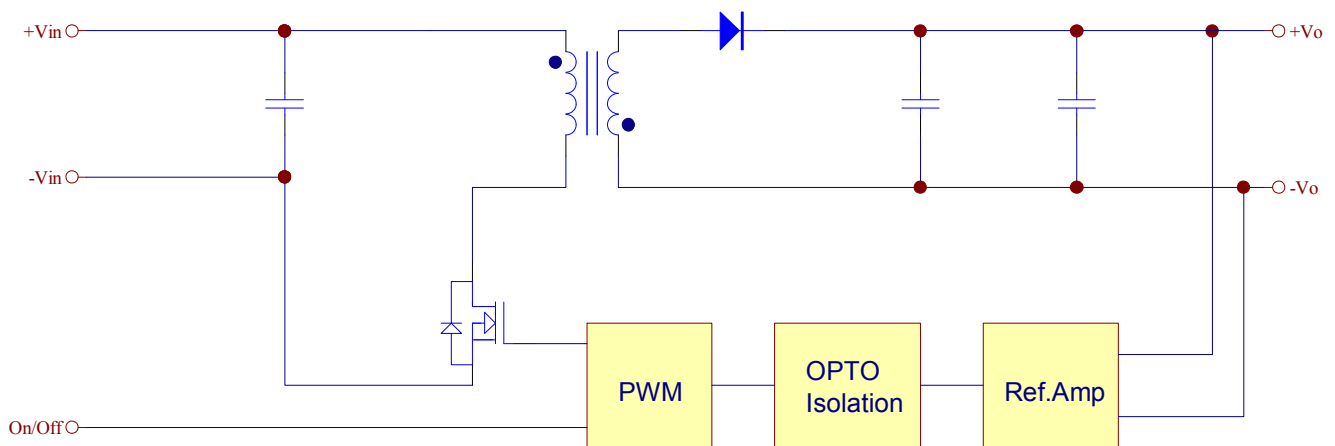 +Vin
+Vo
-Vin
-Vo
PWM
OPTO
Isolation
Ref.Amp
On/Off